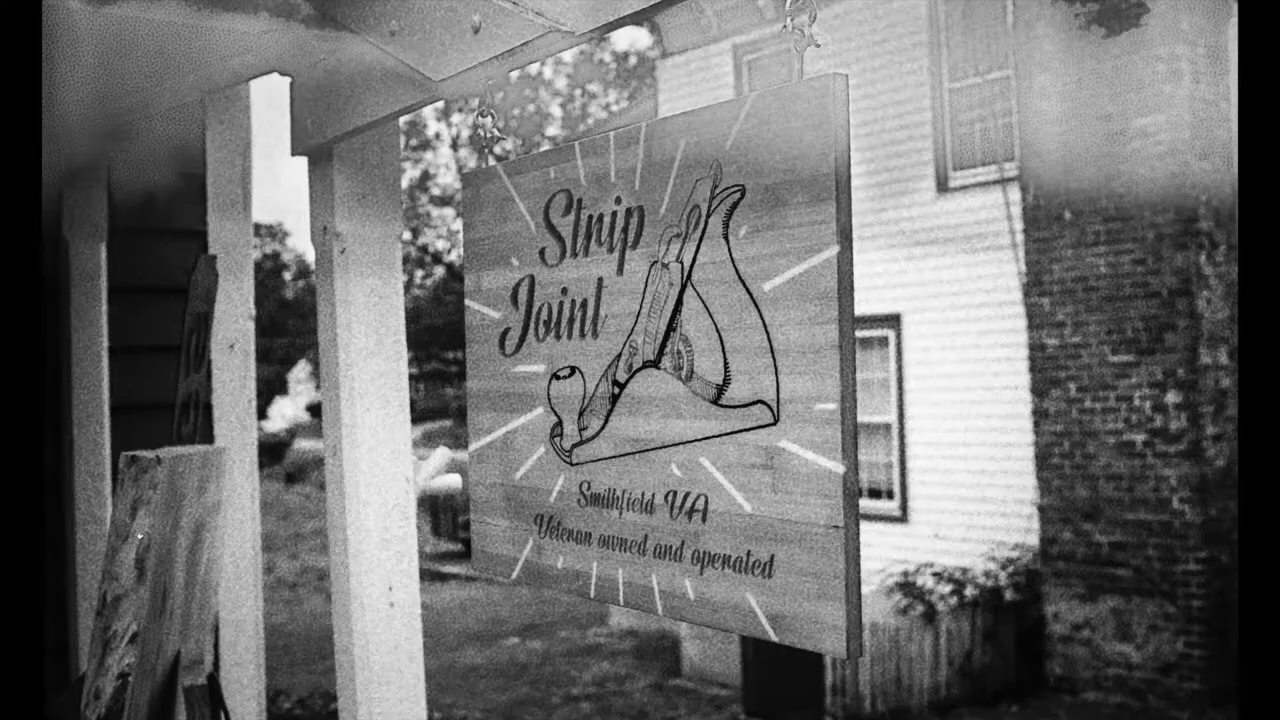 Strip
Joint
Smithfield VA
Veteran owned and operated